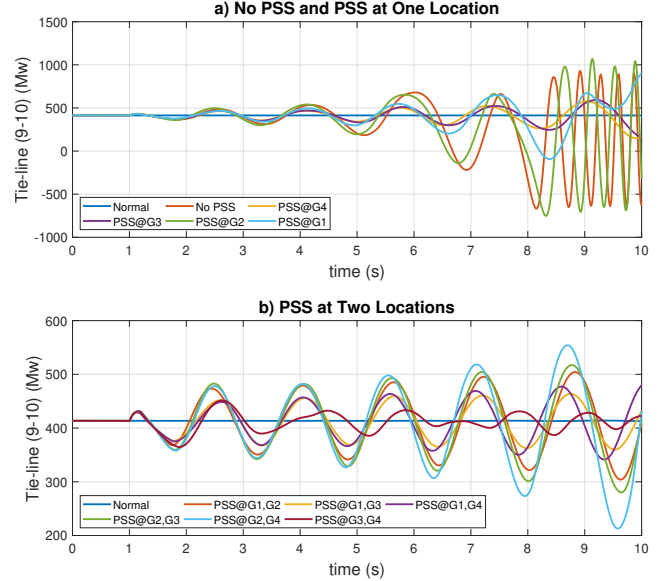 a) No PSS and PSS at One Location
Tie-line (9-10) (Mw)
1500
1000
500
0
-500
-1000
Normal No PSS PSS@G4
PSS@G3 PSS@G2 PSS@G1
0 1 2 3 4 5 6 7 8 9 10
time (s)
b) PSS at Two Locations
Tie-line (9-10) (Mw)
600
500
400
300
200
Normal PSS@G1,G2 PSS@G1,G3 PSS@G1,G4
PSS@G2,G3 PSS@G2,G4 PSS@G3,G4
0 1 2 3 4 5 6 7 8 9 10
time (s)